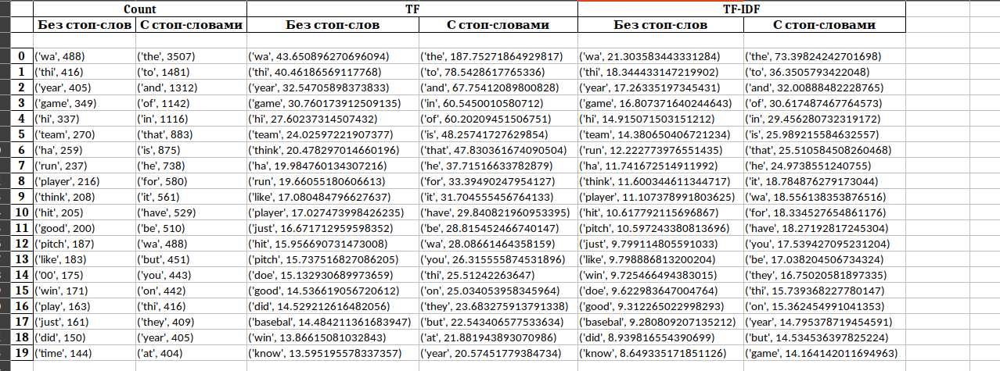 Count TF TF-IDF
Без стоп-слов С стоп-словами Без стоп-слов С стоп-словами Без стоп-слов С стоп-словами
0 ('wa', 488) ('the', 3507) ('wa', 43.650896270696094) ('the', 187.75271864929817) ('wa', 21.303583443331284) ('the', 73.39824242701698)
1 ('thi', 416) ('to', 1481) ('thi', 40.46186569117768) ('to', 78.5428617765336) ('thi', 18.344433147219902) ('to', 36.3505793422048)
2 ('year', 405) ('and', 1312) ('year', 32.54705898373833) ('and', 67.75412089800828) ('year', 17.26335197345431) ('and', 32.00888482228765)
3 ('game', 349) ('of', 1142) ('game', 30.760173912509135) ('in', 60.5450010580712) ('game', 16.807371640244643) ('of', 30.617487467764573)
4 ('hi', 337) ('in', 1116) ('hi', 27.60237314507432) ('of', 60.20209451506751) ('hi', 14.915071503151212) ('in', 29.456280732319172)
5 ('team', 270) ('that', 883) ('team', 24.02597221907377) ('is', 48.25741727629854) ('team', 14.380650406721234) ('is', 25.989215584632557)
6 ('ha', 259) ('is', 875) ('think', 20.478297014660196) ('that', 47.830361674090504) ('run', 12.222773976551435) ('that', 25.510584508260468)
7 ('run', 237) ('he', 738) ('ha', 19.984760134307216) ('he', 37.71516633782879) ('ha', 11.741672514911992) ('he', 24.9738551240755)
8 ('player', 216) ('for', 580) ('run', 19.66055180606613) ('for', 33.39490247954127) ('think', 11.600344611344717) ('it', 18.784876279173044)
9 ('think', 208) ('it', 561) ('like', 17.080484796627637) ('it', 31.704555456764133) ('player', 11.107378991803625) ('wa', 18.556138353876516)
10 ('hit', 205) ('have', 529) ('player', 17.027473998426235) ('have', 29.840821960953395) ('hit', 10.617792115696867) ('for', 18.334527654861176)
11 ('good', 200) ('be', 510) ('just', 16.671712959598352) ('be', 28.815452466740147) ('pitch', 10.597243380813696) ('have', 18.27192817245304)
12 ('pitch', 187) ('wa', 488) ('hit', 15.956690731473008) ('wa', 28.08661464358159) ('just', 9.799114805591033) ('you', 17.539427095231204)
13 ('like', 183) ('but', 451) ('pitch', 15.737516827086205) ('you', 26.315555874531896) ('like', 9.798886813200204) ('be', 17.038204506734324)
14 ('00', 175) ('you', 443) ('doe', 15.132930689973659) ('thi', 25.51242263647) ('win', 9.725466494383015) ('they', 16.75020581897335)
15 ('win', 171) ('on', 442) ('good', 14.536619056720612) ('on', 25.034053958345964) ('doe', 9.622983647004764) ('thi', 15.739368227780147)
16 ('play', 163) ('thi', 416) ('did', 14.529212616482056) ('they', 23.683275913791338) ('good', 9.312265022998293) ('on', 15.362454991041353)
17 ('just', 161) ('they', 409) ('basebal', 14.484211361683947) ('but', 22.543406577533634) ('basebal', 9.280809207135212) ('year', 14.795378719454591)
18 ('did', 150) ('year', 405) ('win', 13.86615081032843) ('at', 21.881943893070986) ('did', 8.939816554390699) ('but', 14.534536397825224)
19 ('time', 144) ('at', 404) ('know', 13.595195578337357) ('year', 20.57451779384734) ('know', 8.649335171851126) ('game', 14.164142011694963)